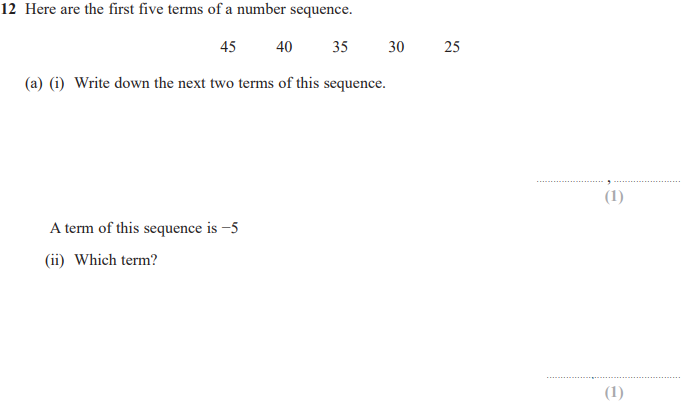 12 Here are the first five terms of a number sequence.
45 40 35 30 25
(a) (i) Write down the next two terms of this sequence.
.............................. , ..............................
(1)
A term of this sequence is −5
(ii) Which term?
............................................................
(1)